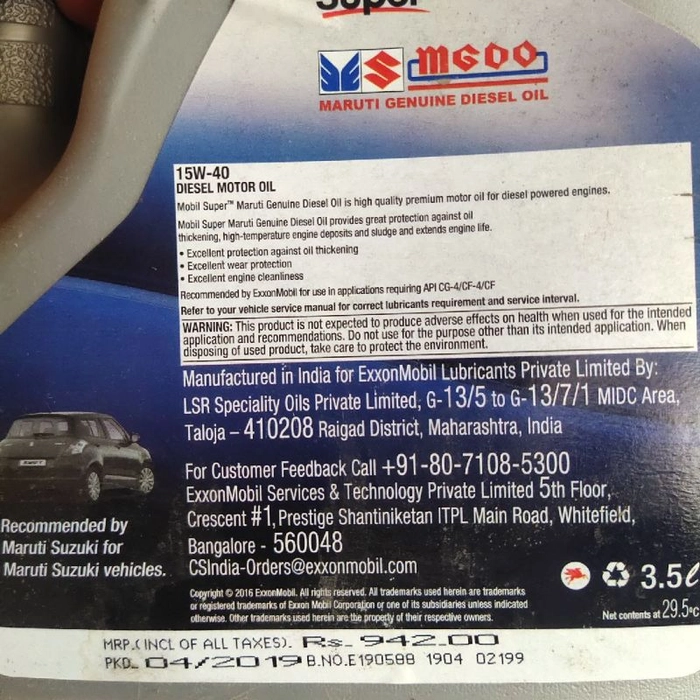 Super
MGDO
MARUTI GENUINE DIESEL OIL
15W-40
DIESEL MOTOR OIL
Mobil Super™ Maruti Genuine Diesel Oil is high quality premium motor oil for diesel powered engines.
Mobil Super Maruti Genuine Diesel Oil provides great protection against oil
thickening, high-temperature engine deposits and sludge and extends engine life.
• Excellent protection against oil thickening
• Excellent wear protection
• Excellent engine cleanliness
Recommended by ExxonMobil for use in applications requiring API CG-4/CF-4/CF
Refer to your vehicle service manual for correct lubricants requirement and service interval.
WARNING: This product is not expected to produce adverse effects on health when used for the intended
application and recommendations. Do not use for the purpose other than its intended application. When
disposing of used product, take care to protect the environment.
Manufactured in India for ExxonMobil Lubricants Private Limited By:
LSR Speciality Oils Private Limited, G-13/5 to G-13/7/1 MIDC Area,
Taloja – 410208 Raigad District, Maharashtra, India
For Customer Feedback Call +91-80-7108-5300
ExxonMobil Services & Technology Private Limited 5th Floor,
Crescent #1, Prestige Shantiniketan ITPL Main Road, Whitefield,
Bangalore - 560048
CSIndia-Orders@exxonmobil.com
SWIFT
Recommended by
Maruti Suzuki for
Maruti Suzuki vehicles.
Copyright © 2016 ExxonMobil. All rights reserved. All trademarks used herein are trademarks
or registered trademarks of Exxon Mobil Corporation or one of its subsidiaries unless indicated
otherwise. Other trademarks used herein are the property of their respective owners.
3.5ℓ
Net contents at 29.5°C
MRP.(INCL OF ALL TAXES). Rs. 942.00
PKD. 04/2019 B.NO.E190588 1904 02199